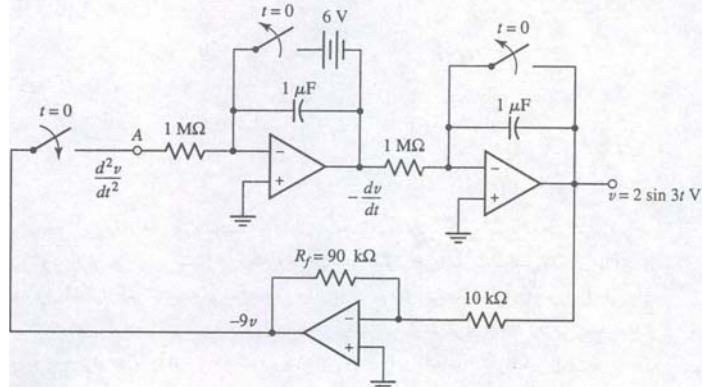 t=0
6 V
t=0
1 μF
1 μF
t=0
A
1 MΩ
1 MΩ
−
+
−
+
d²v
dt²
−dv
dt
v=2 sin 3t V
R_f= 90 kΩ
10 kΩ
−9v
−
+